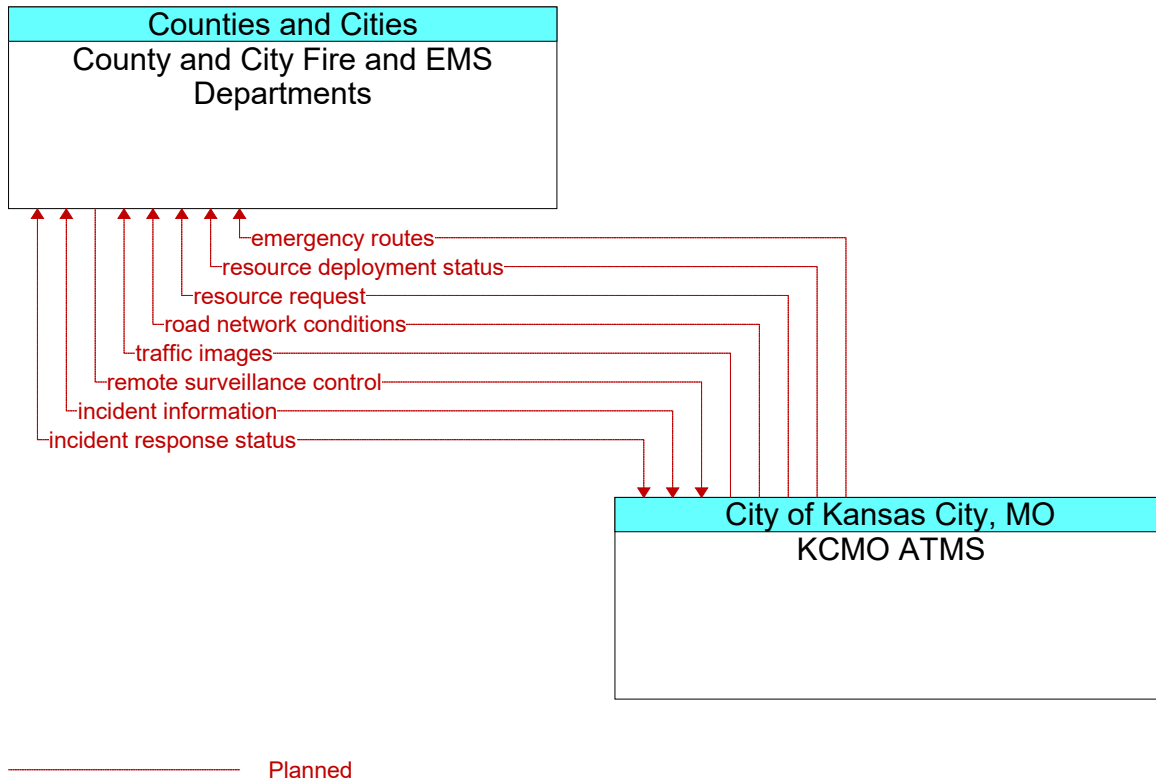 Counties and Cities
County and City Fire and EMS
Departments
emergency routes
resource deployment status
resource request
road network conditions
traffic images
remote surveillance control
incident information
incident response status
City of Kansas City, MO
KCMO ATMS
Planned